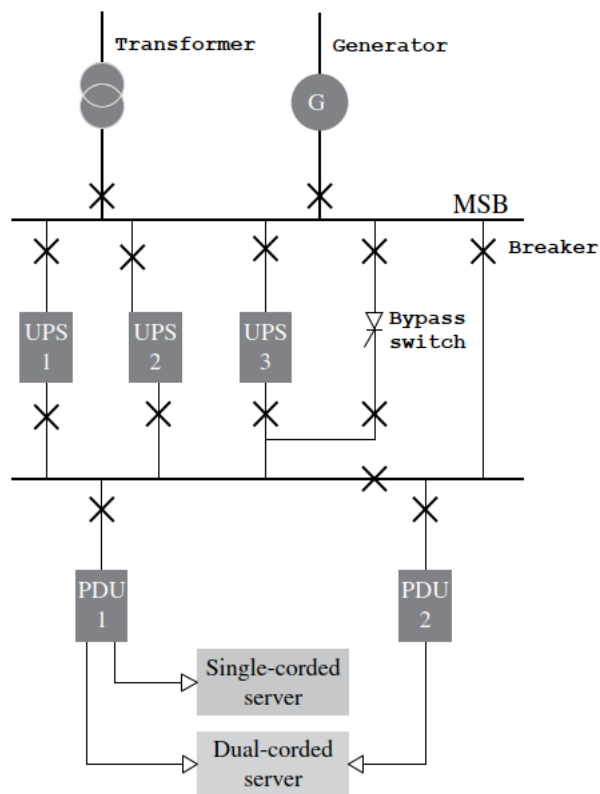 Transformer
Generator
G
MSB
Breaker
UPS
1
UPS
2
UPS
3
Bypass
switch
PDU
1
PDU
2
Single-corded
server
Dual-corded
server